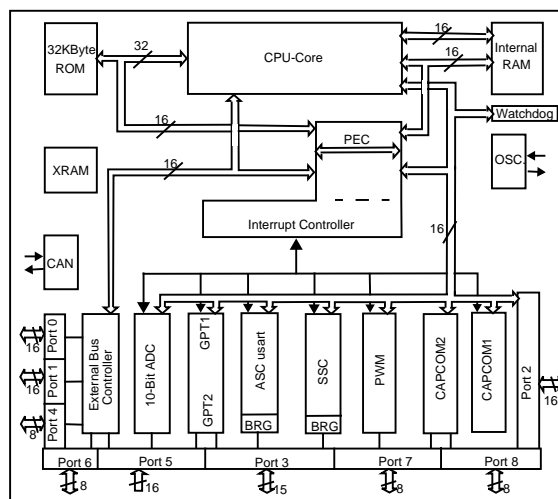 32KByte
ROM
32
CPU-Core
16
16
Internal
RAM
16
PEC
Watchdog
XRAM
16
OSC.
Interrupt Controller
16
CAN
Port 0
16
Port 1
16
Port 4
8
External Bus
Controller
10-Bit ADC
GPT1
GPT2
ASC usart
BRG
SSC
BRG
PWM
CAPCOM2
CAPCOM1
Port 2
16
Port 6
Port 5
Port 3
Port 7
Port 8
8
16
15
8
8